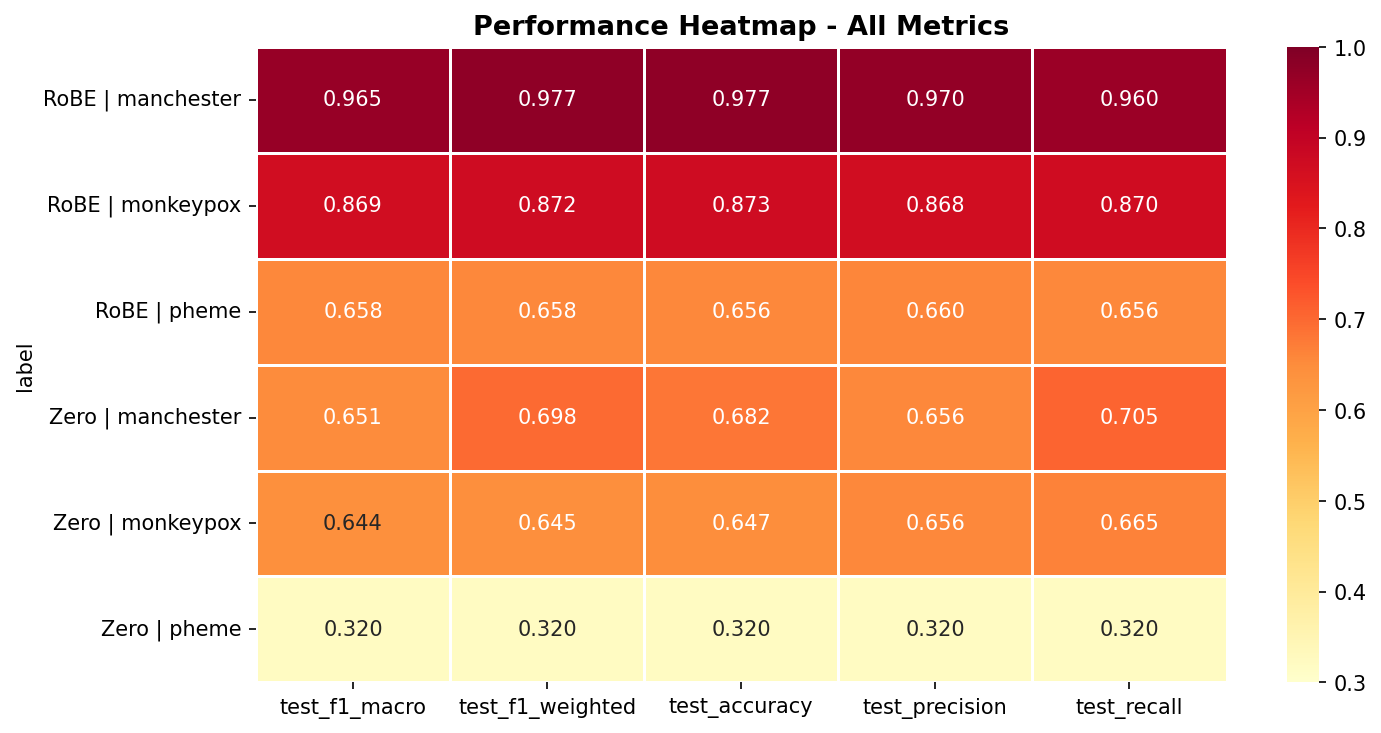 Performance Heatmap - All Metrics
label
RoBE | manchester 0.965 0.977 0.977 0.970 0.960
RoBE | monkeypox 0.869 0.872 0.873 0.868 0.870
RoBE | pheme 0.658 0.658 0.656 0.660 0.656
Zero | manchester 0.651 0.698 0.682 0.656 0.705
Zero | monkeypox 0.644 0.645 0.647 0.656 0.665
Zero | pheme 0.320 0.320 0.320 0.320 0.320
test_f1_macro test_f1_weighted test_accuracy test_precision test_recall
1.0
0.9
0.8
0.7
0.6
0.5
0.4
0.3